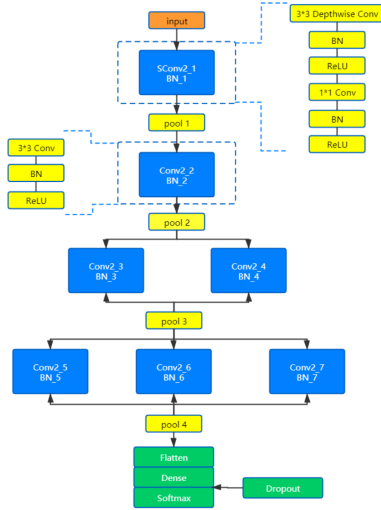 input
3*3 Depthwise Conv
BN
ReLU
1*1 Conv
BN
ReLU
SConv2_1
BN_1
pool 1
3*3 Conv
BN
ReLU
Conv2_2
BN_2
pool 2
Conv2_3
BN_3
Conv2_4
BN_4
pool 3
Conv2_5
BN_5
Conv2_6
BN_6
Conv2_7
BN_7
pool 4
Flatten
Dense
Softmax
Dropout